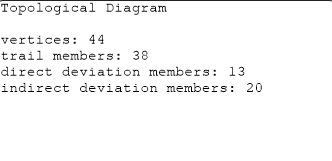 Topological Diagram
vertices: 44
trail members: 38
direct deviation members: 13
indirect deviation members: 20